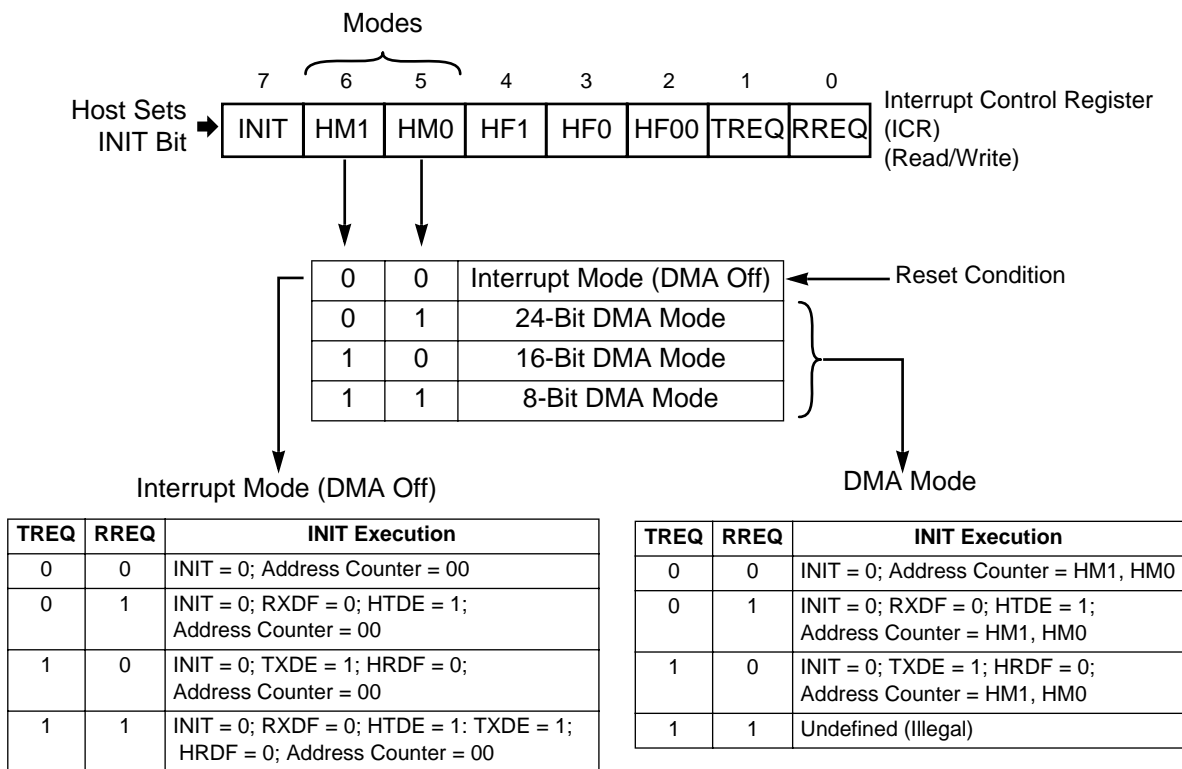 Modes
7 6 5 4 3 2 1 0
Host Sets
INIT Bit
INIT HM1 HM0 HF1 HF0 HF00 TREQ RREQ
Interrupt Control Register
(ICR)
(Read/Write)
0 0 Interrupt Mode (DMA Off)
Reset Condition
0 1 24-Bit DMA Mode
1 0 16-Bit DMA Mode
1 1 8-Bit DMA Mode
Interrupt Mode (DMA Off)
TREQ RREQ INIT Execution
0 0 INIT = 0; Address Counter = 00
0 1 INIT = 0; RXDF = 0; HTDE = 1;
Address Counter = 00
1 0 INIT = 0; TXDE = 1; HRDF = 0;
Address Counter = 00
1 1 INIT = 0; RXDF = 0; HTDE = 1: TXDE = 1;
HRDF = 0; Address Counter = 00
DMA Mode
TREQ RREQ INIT Execution
0 0 INIT = 0; Address Counter = HM1, HM0
0 1 INIT = 0; RXDF = 0; HTDE = 1;
Address Counter = HM1, HM0
1 0 INIT = 0; TXDE = 1; HRDF = 0;
Address Counter = HM1, HM0
1 1 Undefined (Illegal)